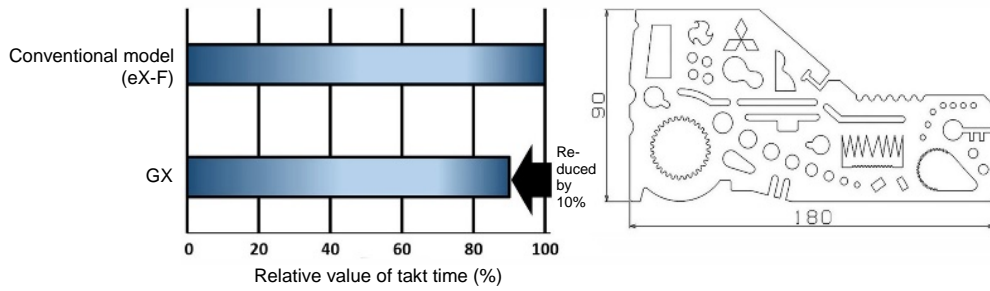 Conventional model
(eX-F)
GX
Re-
duced
by
10%
0 20 40 60 80 100
Relative value of takt time (%)
90
180